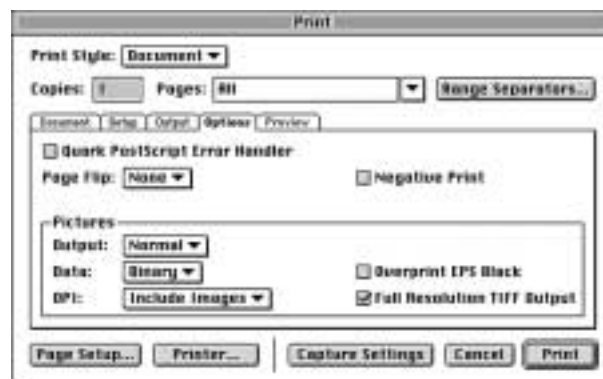 Print
Print Style: Document
Copies: 1 Pages: All Range Separators...
Document Setup Output Options Preview
Quark PostScript Error Handler
Page Flip: None Negative Print
Pictures
Output: Normal
Data: Binary Overprint EPS Black
OPI: Include Images Full Resolution TIFF Output
Page Setup... Printer... Capture Settings Cancel Print